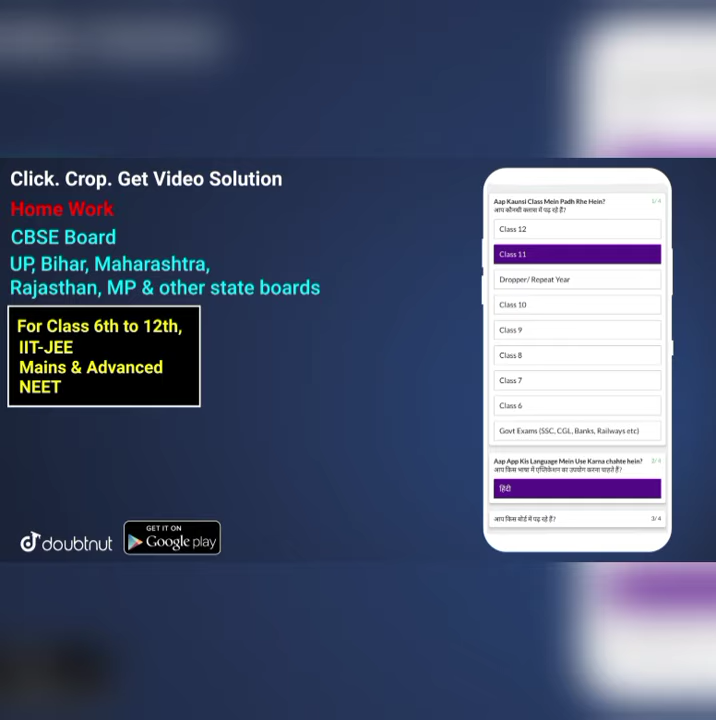 Click. Crop. Get Video Solution
Home Work
CBSE Board
UP, Bihar, Maharashtra,
Rajasthan, MP & other state boards
For Class 6th to 12th,
IIT-JEE
Mains & Advanced
NEET
doubtnut
GET IT ON
Google play
Aap Kaunsi Class Mein Padh Rhe Hein? 1/4
आप कौनसी क्लास में पढ़ रहे हैं?
Class 12
Class 11
Dropper/ Repeat Year
Class 10
Class 9
Class 8
Class 7
Class 6
Govt Exams (SSC, CGL, Banks, Railways etc)
Aap App Kis Language Mein Use Karna chahte hein? 2/4
आप किस भाषा में एप्लिकेशन का उपयोग करना चाहते हैं?
हिंदी
आप किस बोर्ड में पढ़ रहे हैं? 3/4